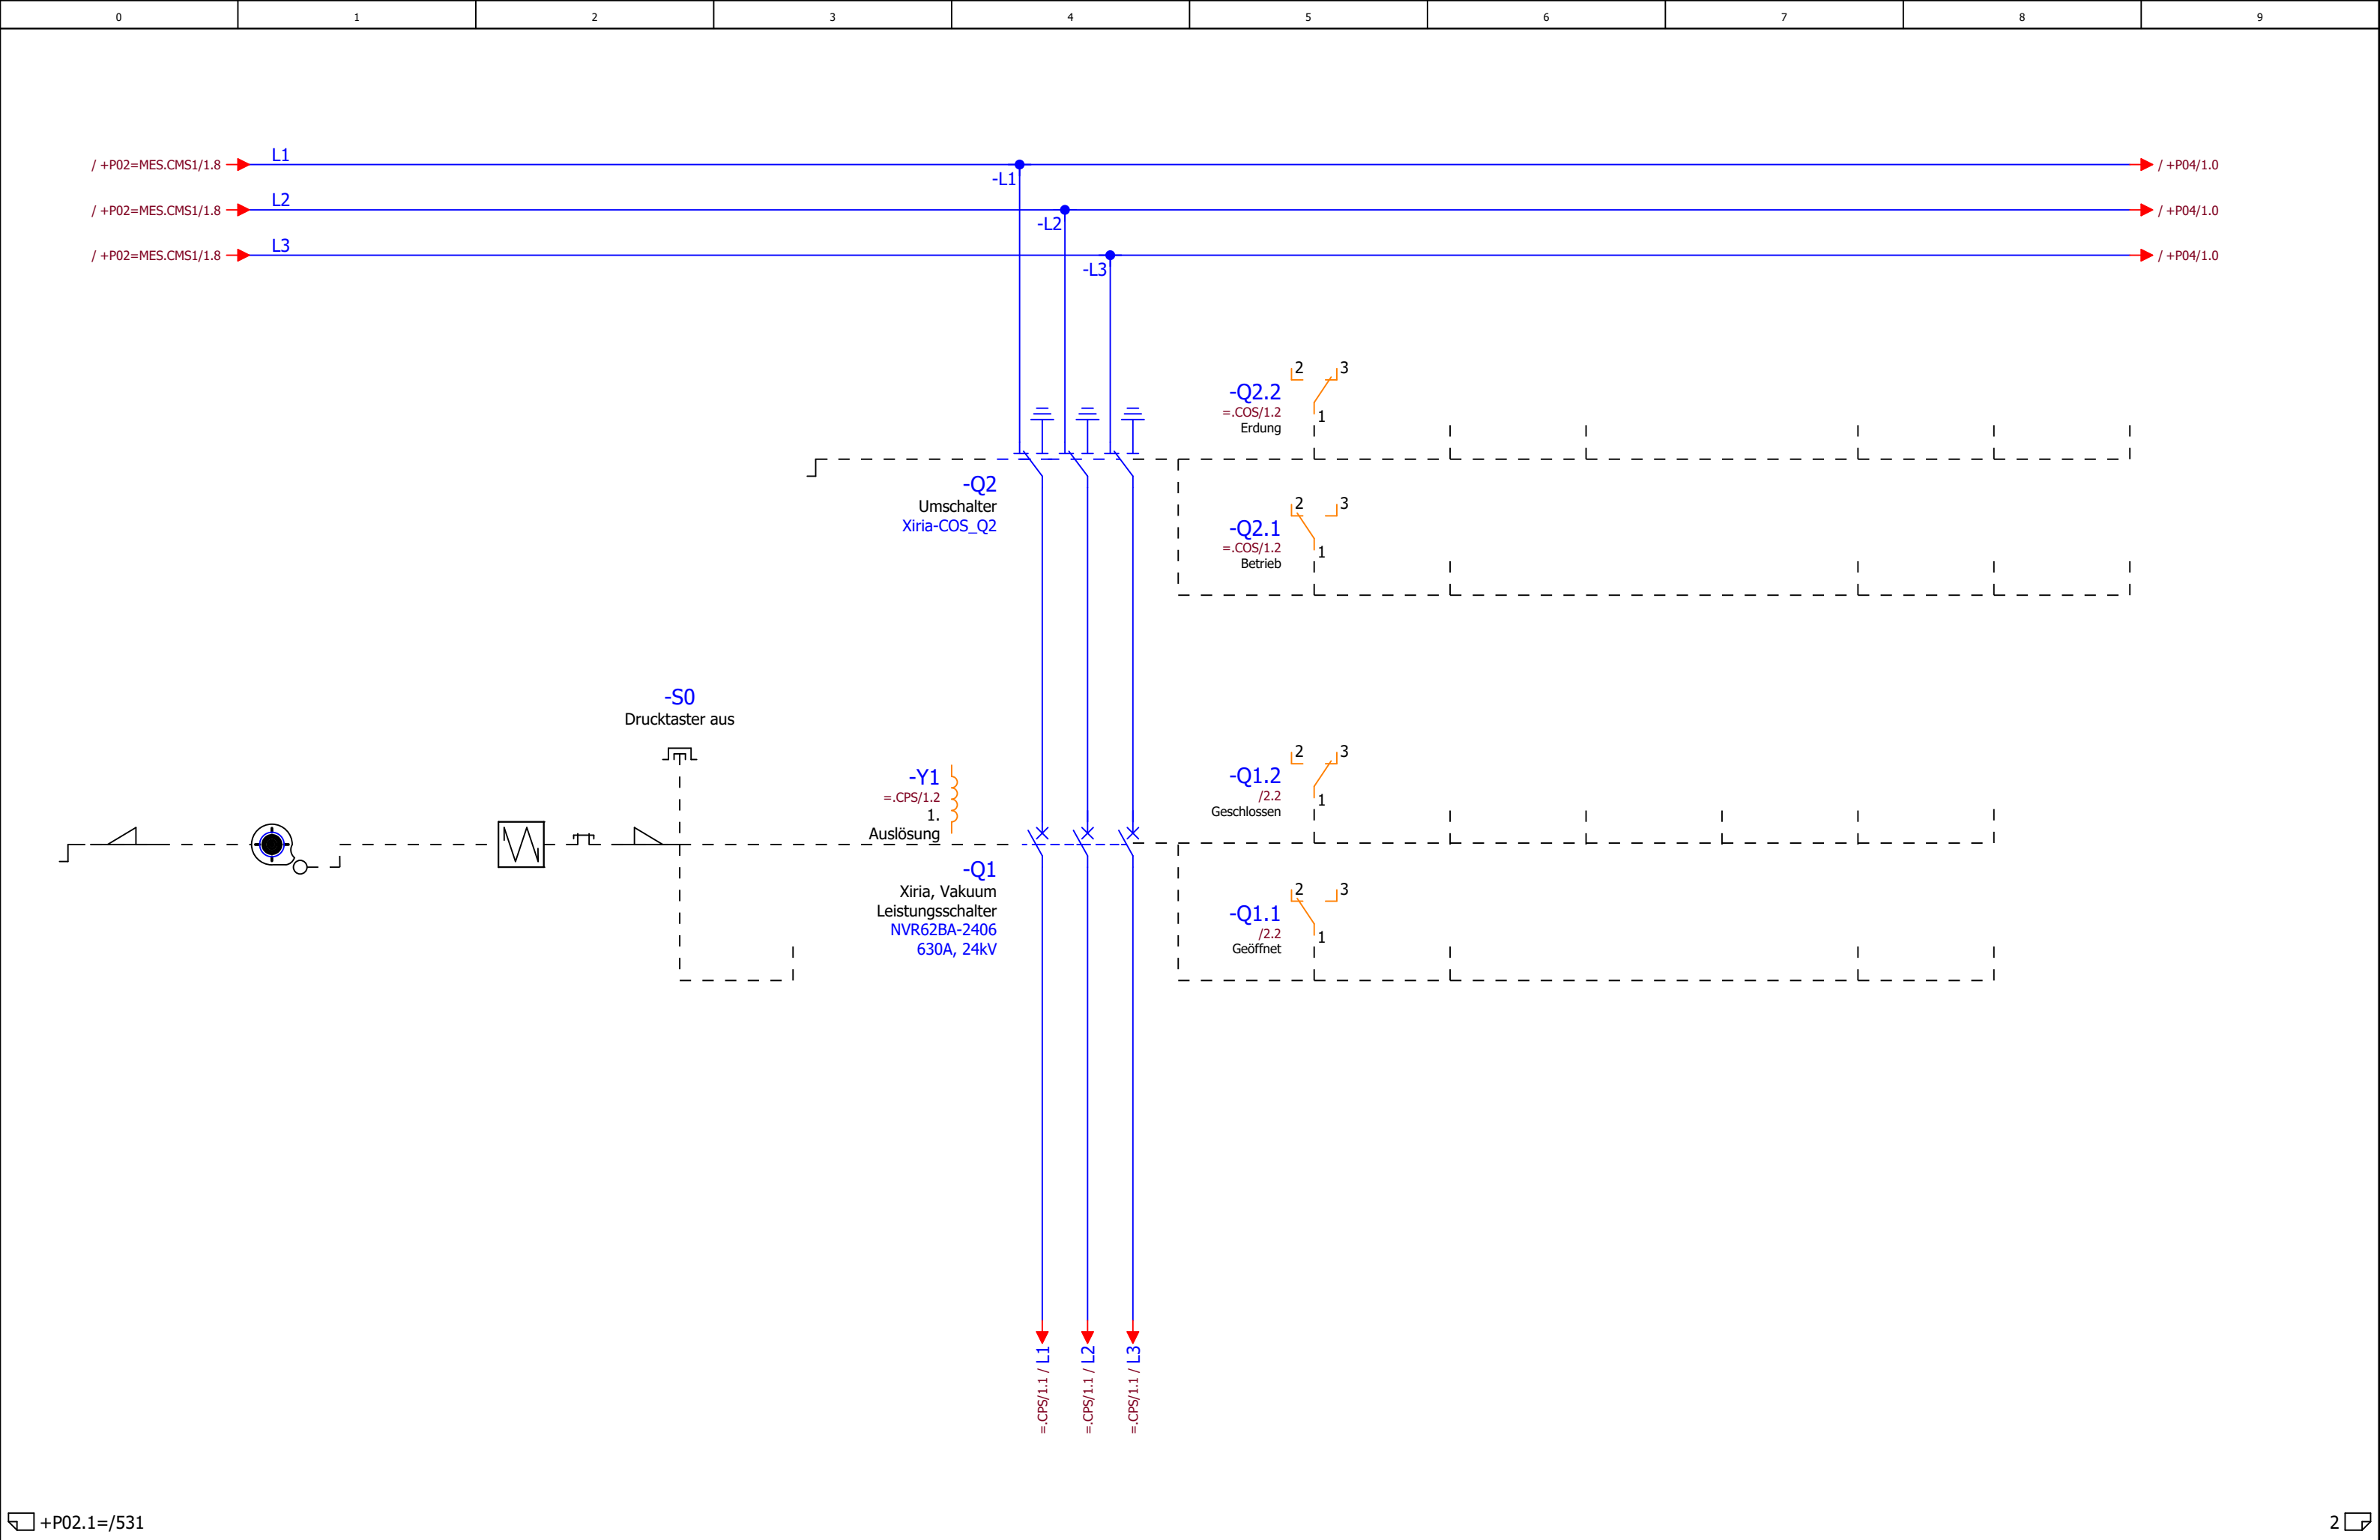 0 1 2 3 4 5 6 7 8 9
/ +P02=MES.CMS1/1.8 L1 / +P04/1.0
-L1
/ +P02=MES.CMS1/1.8 L2 / +P04/1.0
-L2
/ +P02=MES.CMS1/1.8 L3 / +P04/1.0
-L3
2 3
-Q2.2
=.COS/1.2
1
Erdung
-Q2
Umschalter
Xiria-COS_Q2
2 3
-Q2.1
=.COS/1.2
1
Betrieb
-S0
Drucktaster aus
-Y1
=.CPS/1.2
1.
Auslösung
2 3
-Q1.2
/2.2
1
Geschlossen
-Q1
Xiria, Vakuum
Leistungsschalter
NVR62BA-2406
630A, 24kV
2 3
-Q1.1
/2.2
1
Geöffnet
=.CPS/1.1 / L1
=.CPS/1.1 / L2
=.CPS/1.1 / L3
+P02.1=/531
2